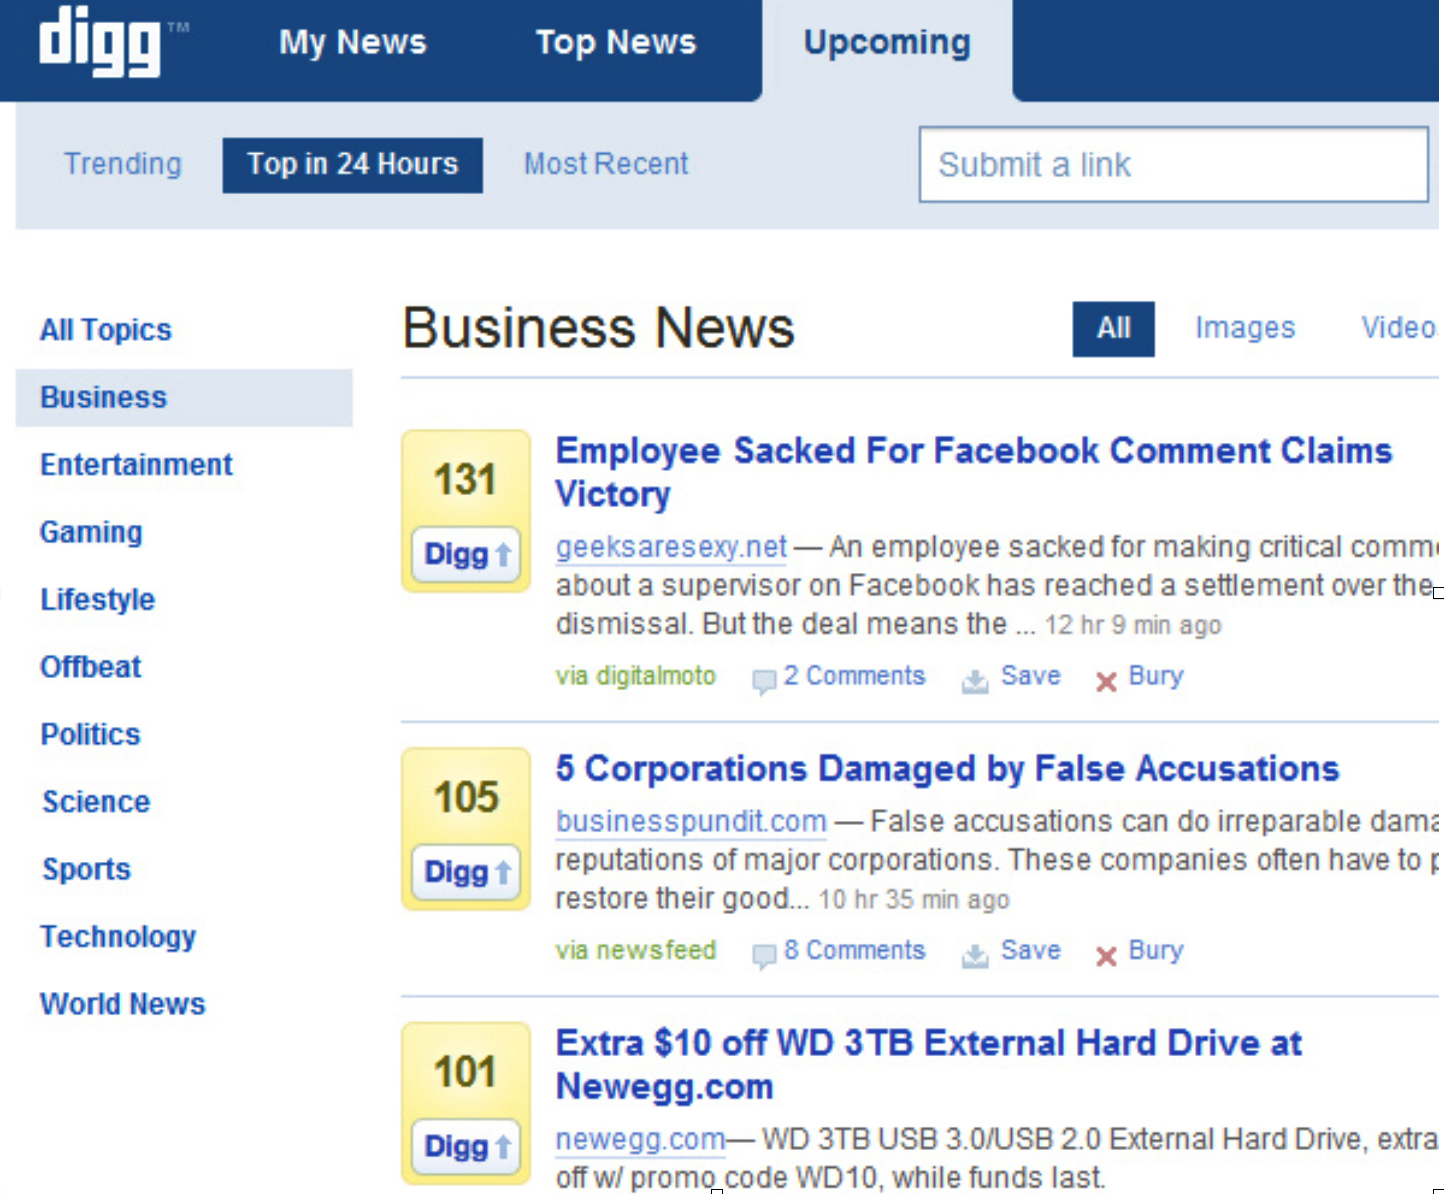 digg™ My News Top News Upcoming
Trending Top in 24 Hours Most Recent Submit a link
All Topics
Business
Entertainment
Gaming
Lifestyle
Offbeat
Politics
Science
Sports
Technology
World News
Business News All Images Video
131
Digg
Employee Sacked For Facebook Comment Claims
Victory
geeksaresexy.net — An employee sacked for making critical comme
about a supervisor on Facebook has reached a settlement over the
dismissal. But the deal means the ... 12 hr 9 min ago
via digitalmoto 2 Comments Save Bury
105
Digg
5 Corporations Damaged by False Accusations
businesspundit.com — False accusations can do irreparable dama
reputations of major corporations. These companies often have to p
restore their good... 10 hr 35 min ago
via newsfeed 8 Comments Save Bury
101
Digg
Extra $10 off WD 3TB External Hard Drive at
Newegg.com
newegg.com— WD 3TB USB 3.0/USB 2.0 External Hard Drive, extra
off w/ promo code WD10, while funds last.